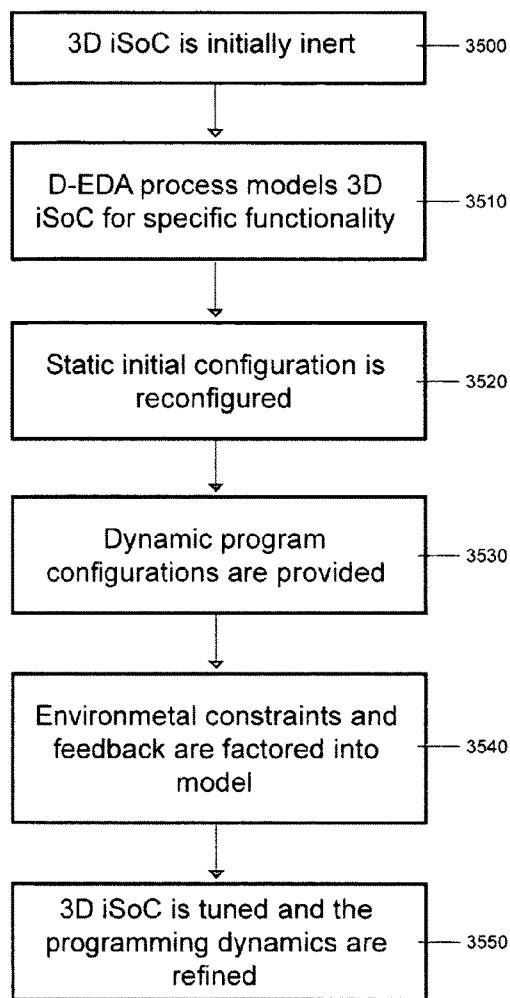 3D iSoC is initially inert
3500
D-EDA process models 3D
iSoC for specific functionality
3510
Static initial configuration is
reconfigured
3520
Dynamic program
configurations are provided
3530
Environmetal constraints and
feedback are factored into
model
3540
3D iSoC is tuned and the
programming dynamics are
refined
3550